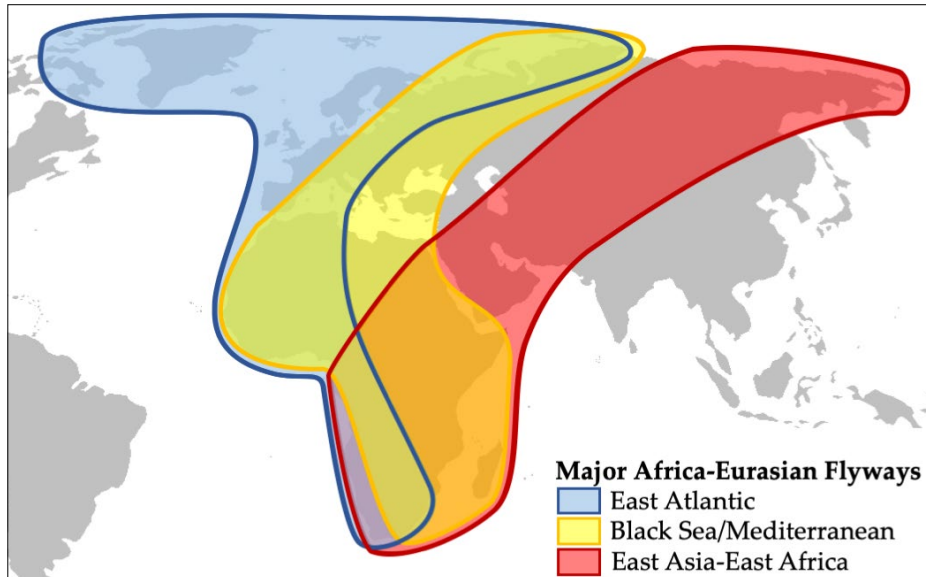 Major Africa-Eurasian Flyways
East Atlantic
Black Sea/Mediterranean
East Asia-East Africa